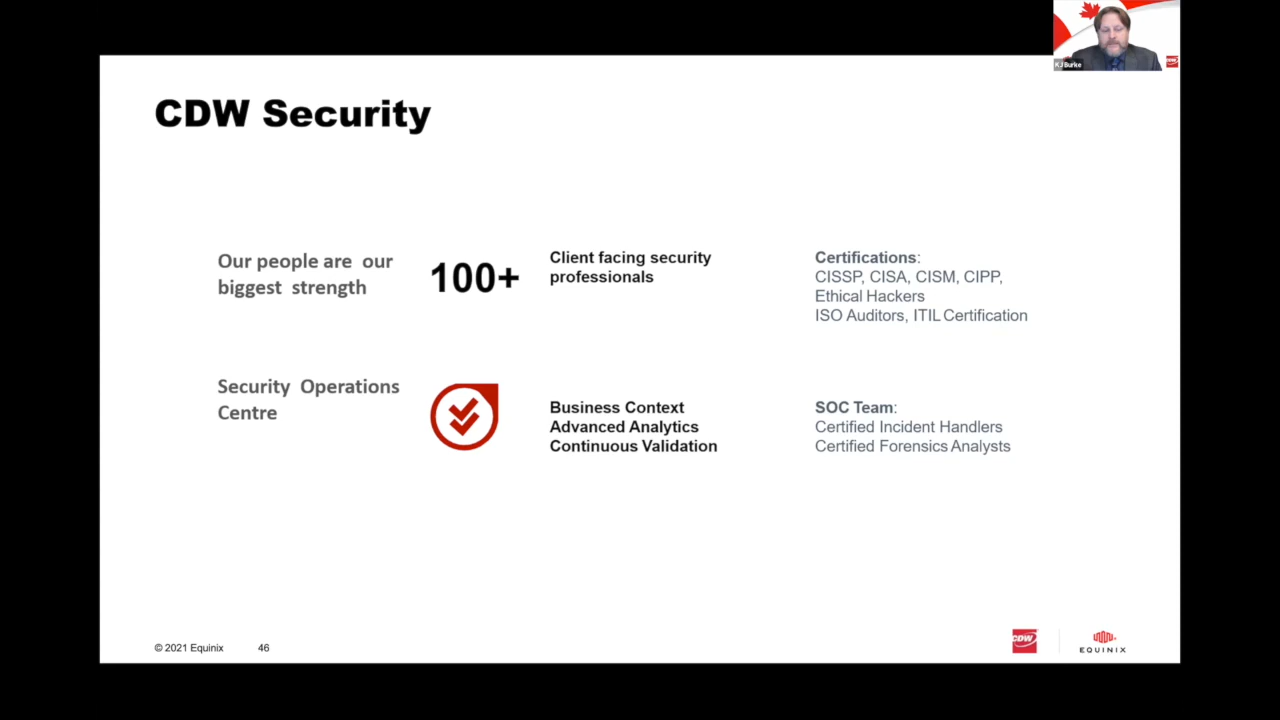 KJ Burke
CDW Security
Our people are our
biggest strength
100+
Client facing security
professionals
Certifications:
CISSP, CISA, CISM, CIPP,
Ethical Hackers
ISO Auditors, ITIL Certification
Security Operations
Centre
Business Context
Advanced Analytics
Continuous Validation
SOC Team:
Certified Incident Handlers
Certified Forensics Analysts
© 2021 Equinix
46
CDW
EQUINIX